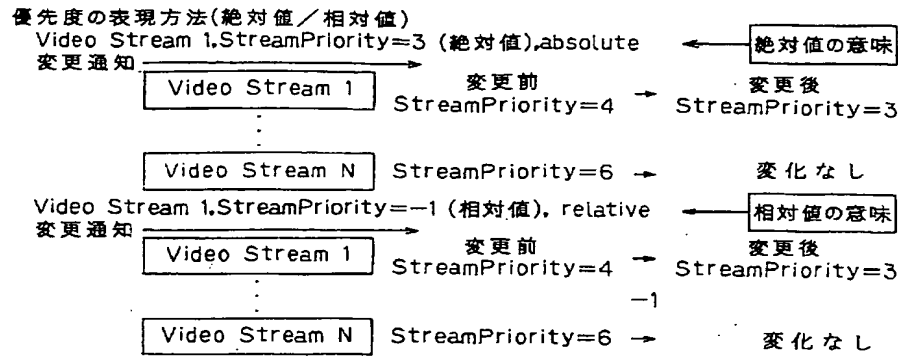 優先度の表現方法(絶対値/相対値)
Video Stream 1.StreamPriority=3 (絶対値),absolute ← 絶対値の意味
変更通知
Video Stream 1 変更前 変更後
StreamPriority=4 → StreamPriority=3
Video Stream N StreamPriority=6 → 変化なし
Video Stream 1.StreamPriority=-1 (相対値), relative ← 相対値の意味
変更通知
Video Stream 1 変更前 変更後
StreamPriority=4 → StreamPriority=3
-1
Video Stream N StreamPriority=6 → 変化なし